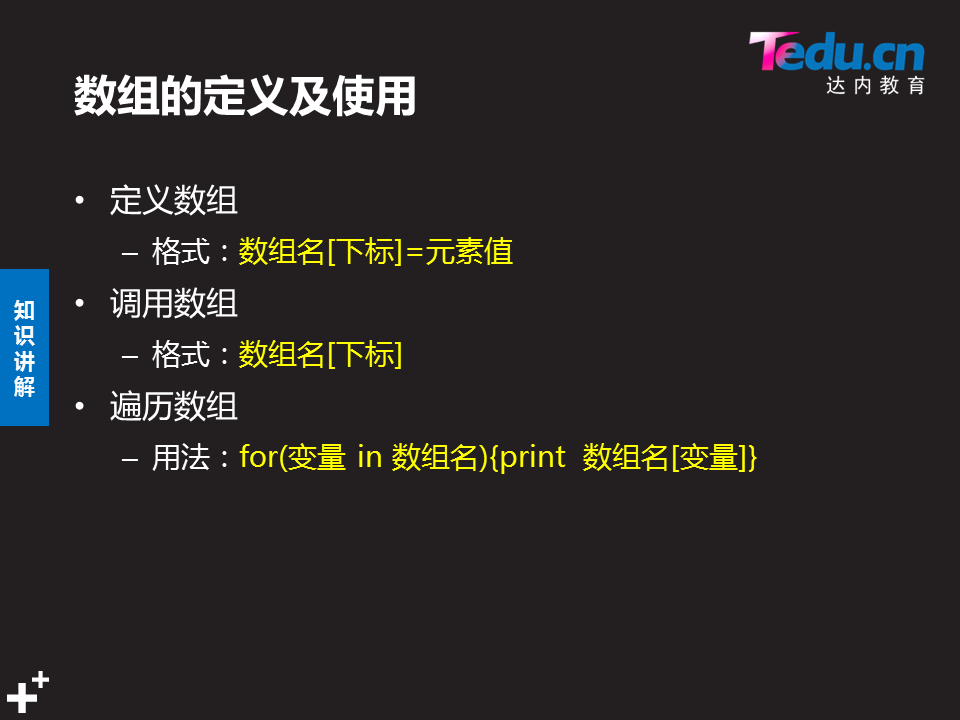 Tedu.cn
达内教育
数组的定义及使用
• 定义数组
– 格式：数组名[下标]=元素值
• 调用数组
– 格式：数组名[下标]
• 遍历数组
– 用法：for(变量 in 数组名){print 数组名[变量]}
知
识
讲
解